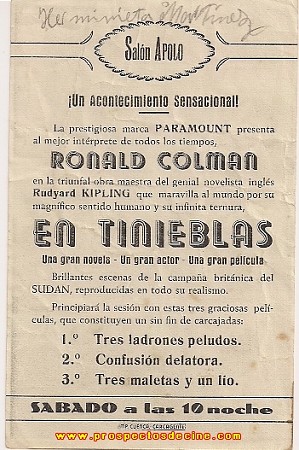 Herminieta Martinez
Salón APOLO
¡Un Acontecimiento Sensacional!
La prestigiosa marca PARAMOUNT presenta
al mejor intérprete de todos los tiempos,
RONALD COLMAN
en la triunfal obra maestra del genial novelista inglés
Rudyard KIPLING que maravilla al mundo por su
magnífico sentido humano y su infinita ternura,
EN TINIEBLAS
Una gran novela - Un gran actor - Una gran película
Brillantes escenas de la campaña británica del
SUDAN, reproducidas en todo su realismo.
Principiará la sesión con estas tres graciosas pelí-
culas, que constituyen un sin fin de carcajadas:
1.º Tres ladrones peludos.
2.º Confusión delatora.
3.º Tres maletas y un lío.
SABADO a las 10 noche
IMP. CUENCA, CARCAGENTE
www.prospectosdecine.com